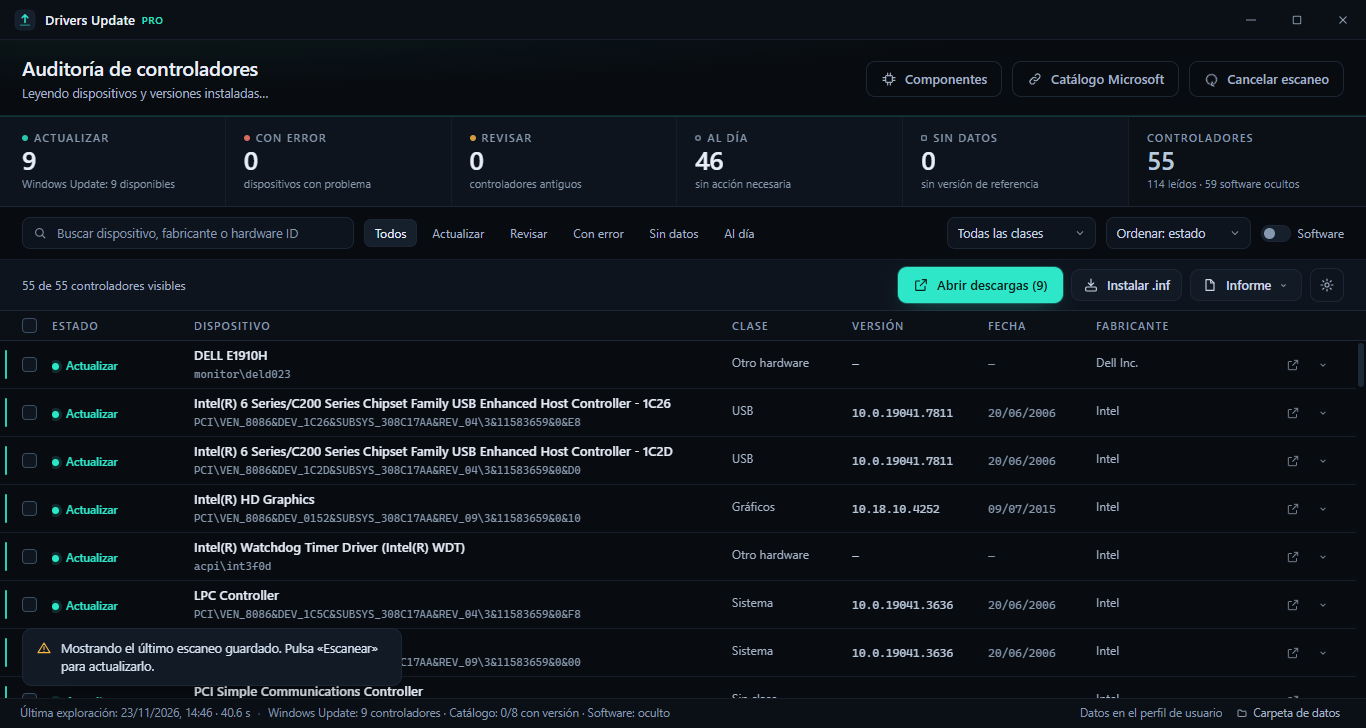 Drivers Update PRO
Auditoría de controladores
Leyendo dispositivos y versiones instaladas...
Componentes
Catálogo Microsoft
Cancelar escaneo
ACTUALIZAR
9
Windows Update: 9 disponibles
CON ERROR
0
dispositivos con problema
REVISAR
0
controladores antiguos
AL DÍA
46
sin acción necesaria
SIN DATOS
0
sin versión de referencia
CONTROLADORES
55
114 leídos · 59 software ocultos
Buscar dispositivo, fabricante o hardware ID
Todos Actualizar Revisar Con error Sin datos Al día
Todas las clases
Ordenar: estado
Software
55 de 55 controladores visibles
Abrir descargas (9)
Instalar .inf
Informe
ESTADO DISPOSITIVO CLASE VERSIÓN FECHA FABRICANTE
Actualizar DELL E1910H Otro hardware – – Dell Inc.
monitor\deld023
Actualizar Intel(R) 6 Series/C200 Series Chipset Family USB Enhanced Host Controller - 1C26 USB 10.0.19041.7811 20/06/2006 Intel
PCI\VEN_8086&DEV_1C26&SUBSYS_308C17AA&REV_04\3&11583659&0&E8
Actualizar Intel(R) 6 Series/C200 Series Chipset Family USB Enhanced Host Controller - 1C2D USB 10.0.19041.7811 20/06/2006 Intel
PCI\VEN_8086&DEV_1C2D&SUBSYS_308C17AA&REV_04\3&11583659&0&D0
Actualizar Intel(R) HD Graphics Gráficos 10.18.10.4252 09/07/2015 Intel
PCI\VEN_8086&DEV_0152&SUBSYS_308C17AA&REV_09\3&11583659&0&10
Actualizar Intel(R) Watchdog Timer Driver (Intel(R) WDT) Otro hardware – – Intel
acpi\int3f0d
Actualizar LPC Controller Sistema 10.0.19041.3636 20/06/2006 Intel
PCI\VEN_8086&DEV_1C5C&SUBSYS_308C17AA&REV_04\3&11583659&0&F8
Mostrando el último escaneo guardado. Pulsa «Escanear»
para actualizarlo.
C17AA&REV_09\3&11583659&0&00 Sistema 10.0.19041.3636 20/06/2006 Intel
PCI Simple Communications Controller Sin clase Intel
Última exploración: 23/11/2026, 14:46 · 40.6 s · Windows Update: 9 controladores · Catálogo: 0/8 con versión · Software: oculto
Datos en el perfil de usuario
Carpeta de datos